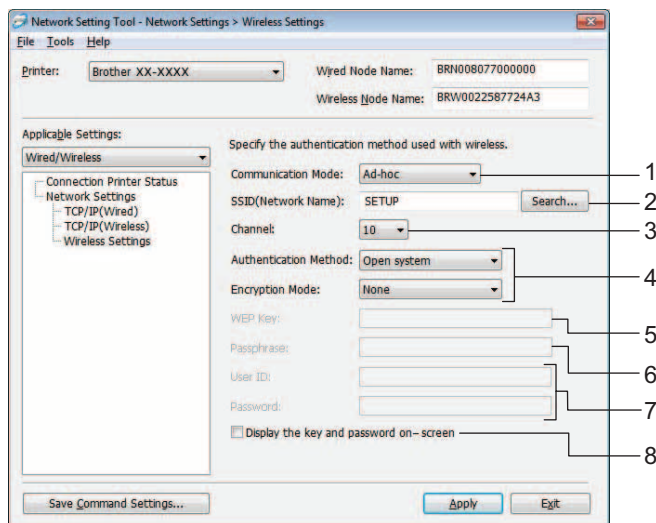 Network Setting Tool - Network Settings > Wireless Settings
File Tools Help
Printer: Brother XX-XXXX
Wired Node Name: BRN008077000000
Wireless Node Name: BRW0022587724A3
Applicable Settings:
Wired/Wireless
Connection Printer Status
Network Settings
TCP/IP(Wired)
TCP/IP(Wireless)
Wireless Settings
Specify the authentication method used with wireless.
Communication Mode: Ad-hoc 1
SSID(Network Name): SETUP Search... 2
Channel: 10 3
Authentication Method: Open system
4
Encryption Mode: None
WEP Key: 5
Passphrase: 6
User ID:
7
Password:
Display the key and password on-screen 8
Save Command Settings... Apply Exit